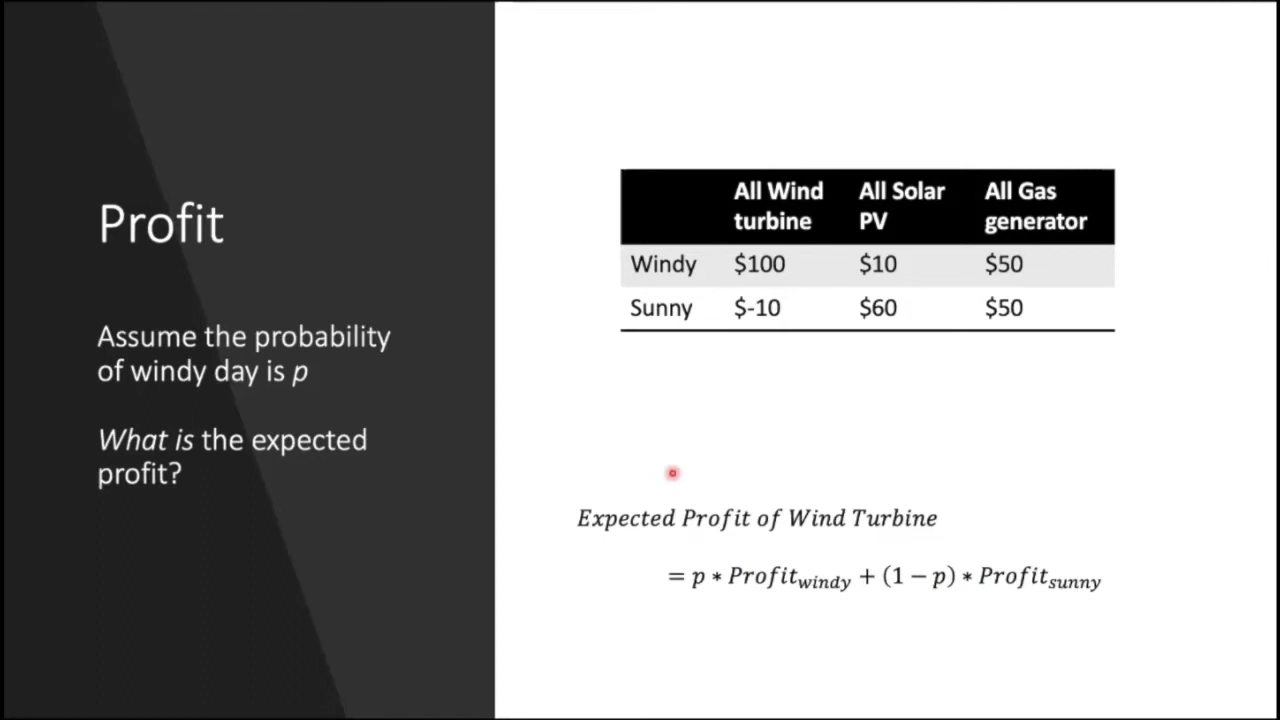 Profit
Assume the probability
of windy day is p
What is the expected
profit?
All Wind turbine All Solar PV All Gas generator
Windy $100 $10 $50
Sunny $-10 $60 $50
Expected Profit of Wind Turbine
= p ∗ Profit_windy + (1 − p) ∗ Profit_sunny